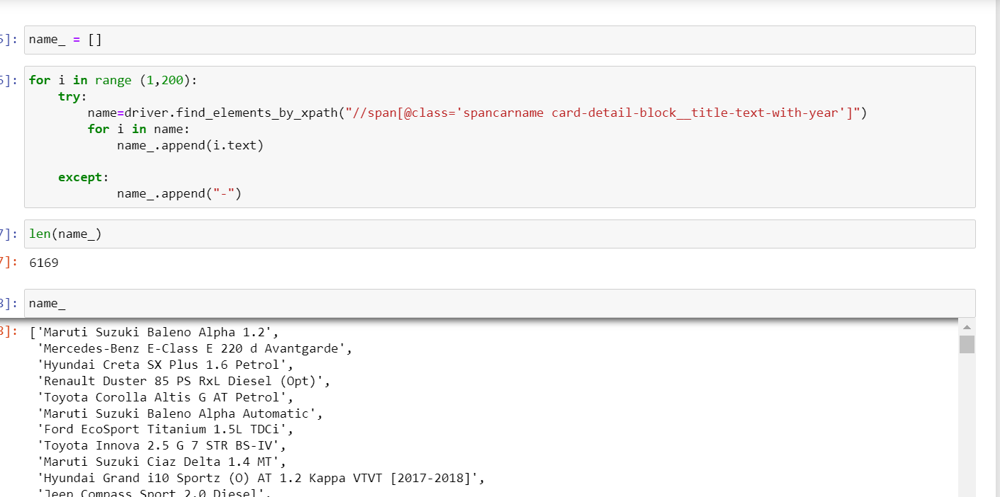 5]: name_ = []
5]: for i in range (1,200):
try:
name=driver.find_elements_by_xpath("//span[@class='spancarname card-detail-block__title-text-with-year']")
for i in name:
name_.append(i.text)
except:
name_.append("-")
7]: len(name_)
7]: 6169
3]: name_
3]: ['Maruti Suzuki Baleno Alpha 1.2',
'Mercedes-Benz E-Class E 220 d Avantgarde',
'Hyundai Creta SX Plus 1.6 Petrol',
'Renault Duster 85 PS RxL Diesel (Opt)',
'Toyota Corolla Altis G AT Petrol',
'Maruti Suzuki Baleno Alpha Automatic',
'Ford EcoSport Titanium 1.5L TDCi',
'Toyota Innova 2.5 G 7 STR BS-IV',
'Maruti Suzuki Ciaz Delta 1.4 MT',
'Hyundai Grand i10 Sportz (O) AT 1.2 Kappa VTVT [2017-2018]',
'Jeep Compass Sport 2.0 Diesel',